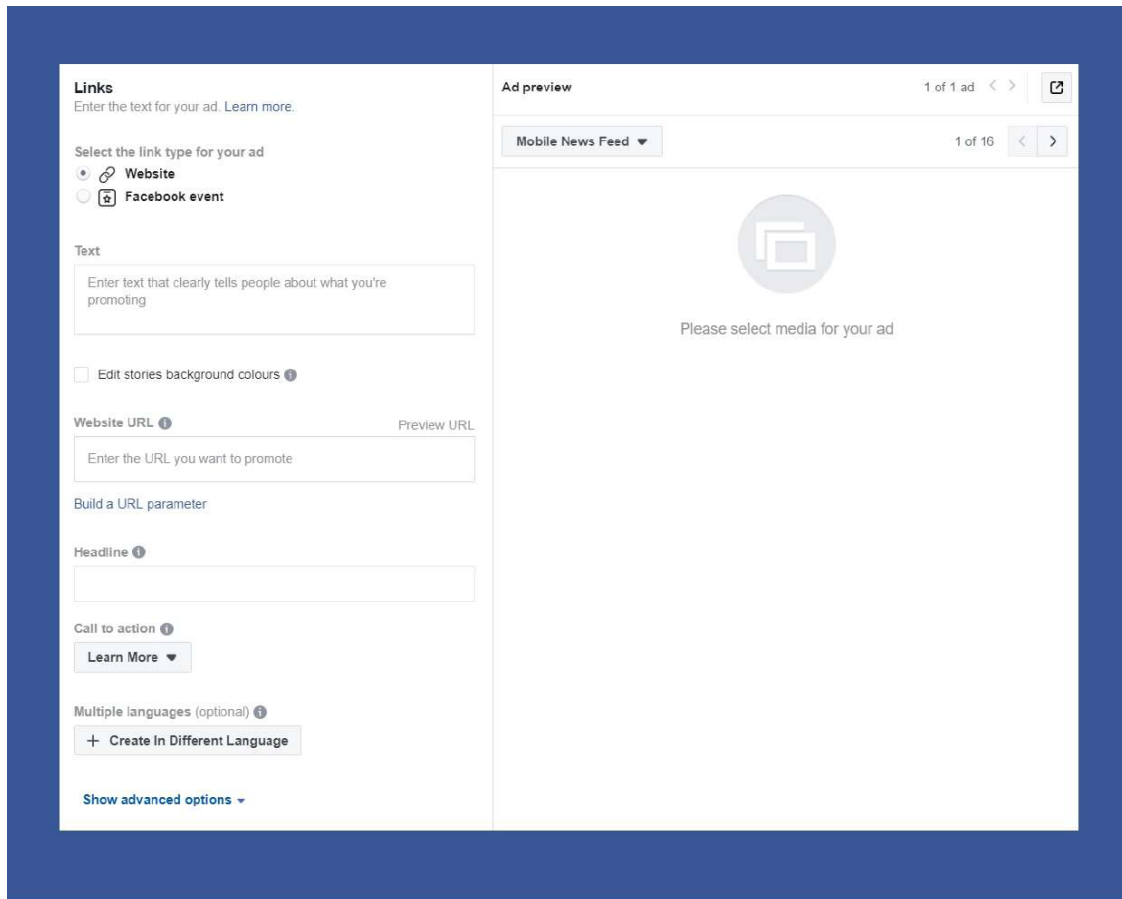 Links
Enter the text for your ad. Learn more.
Select the link type for your ad
Website
Facebook event
Text
Enter text that clearly tells people about what you're
promoting
Edit stories background colours
Website URL
Preview URL
Enter the URL you want to promote
Build a URL parameter
Headline
Call to action
Learn More
Multiple languages (optional)
+ Create In Different Language
Show advanced options
Ad preview
1 of 1 ad
Mobile News Feed
1 of 16
Please select media for your ad